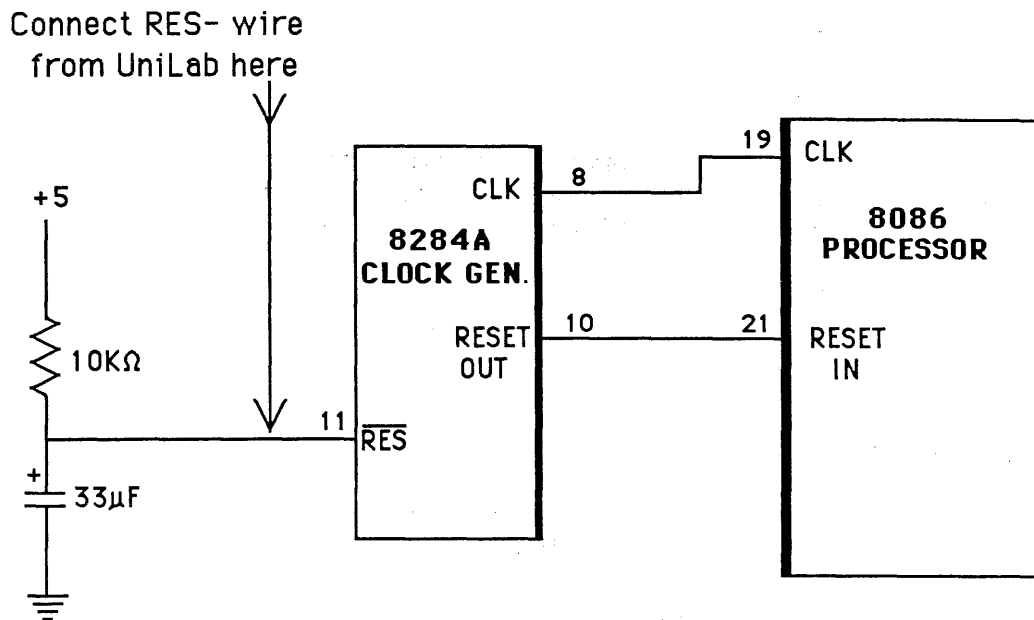 Connect RES- wire
from UniLab here
+5
10KΩ
+
33µF
11
RES
CLK
8284A
CLOCK GEN.
RESET
OUT
8
10
19
21
CLK
8086
PROCESSOR
RESET
IN